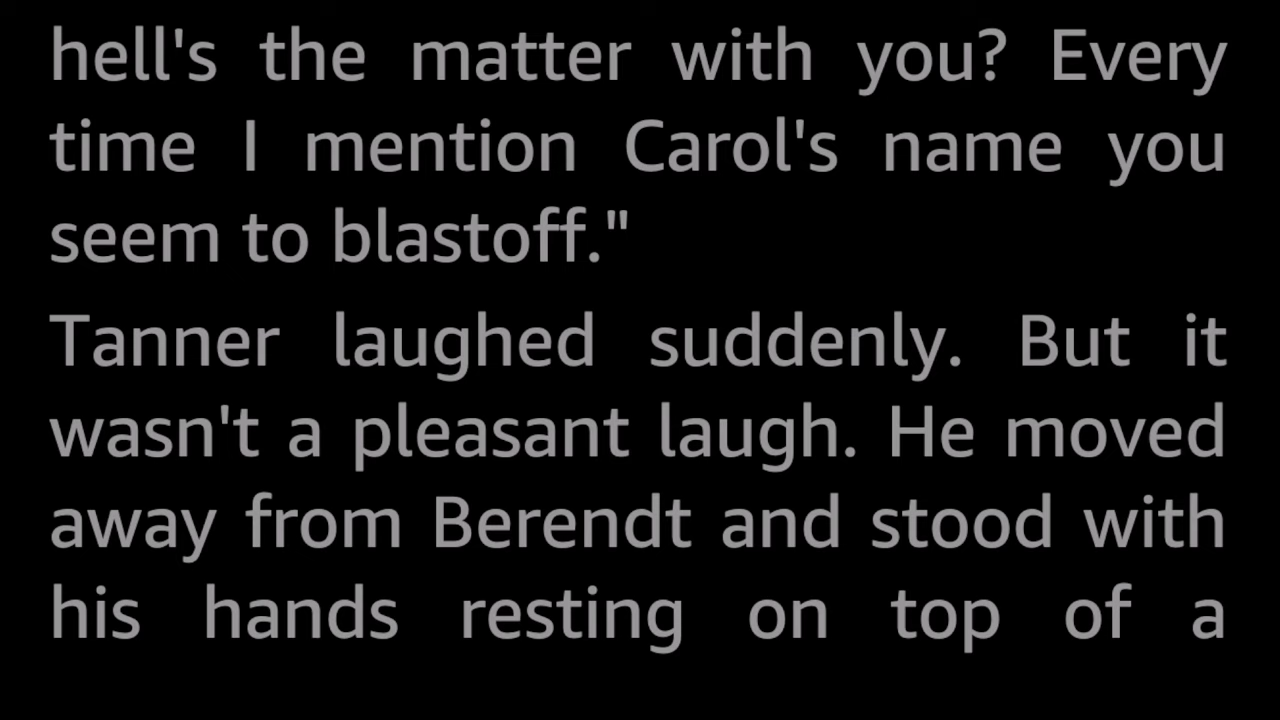 hell's the matter with you? Every
time I mention Carol's name you
seem to blastoff."
Tanner laughed suddenly. But it
wasn't a pleasant laugh. He moved
away from Berendt and stood with
his hands resting on top of a